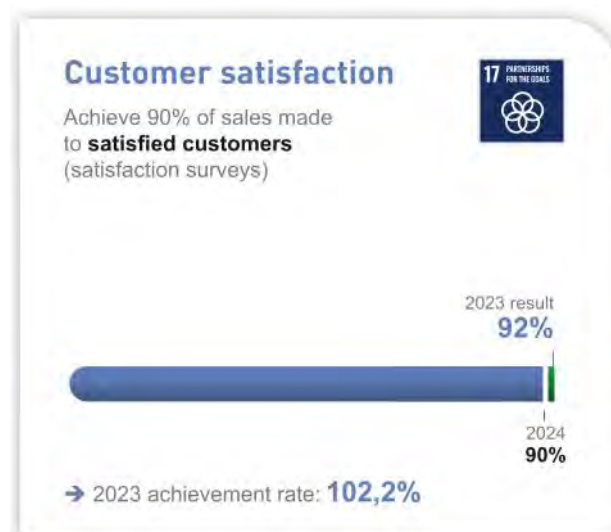 Customer satisfaction
17 PARTNERSHIPS
FOR THE GOALS
Achieve 90% of sales made
to satisfied customers
(satisfaction surveys)
2023 result
92%
2024
90%
➔ 2023 achievement rate: 102,2%